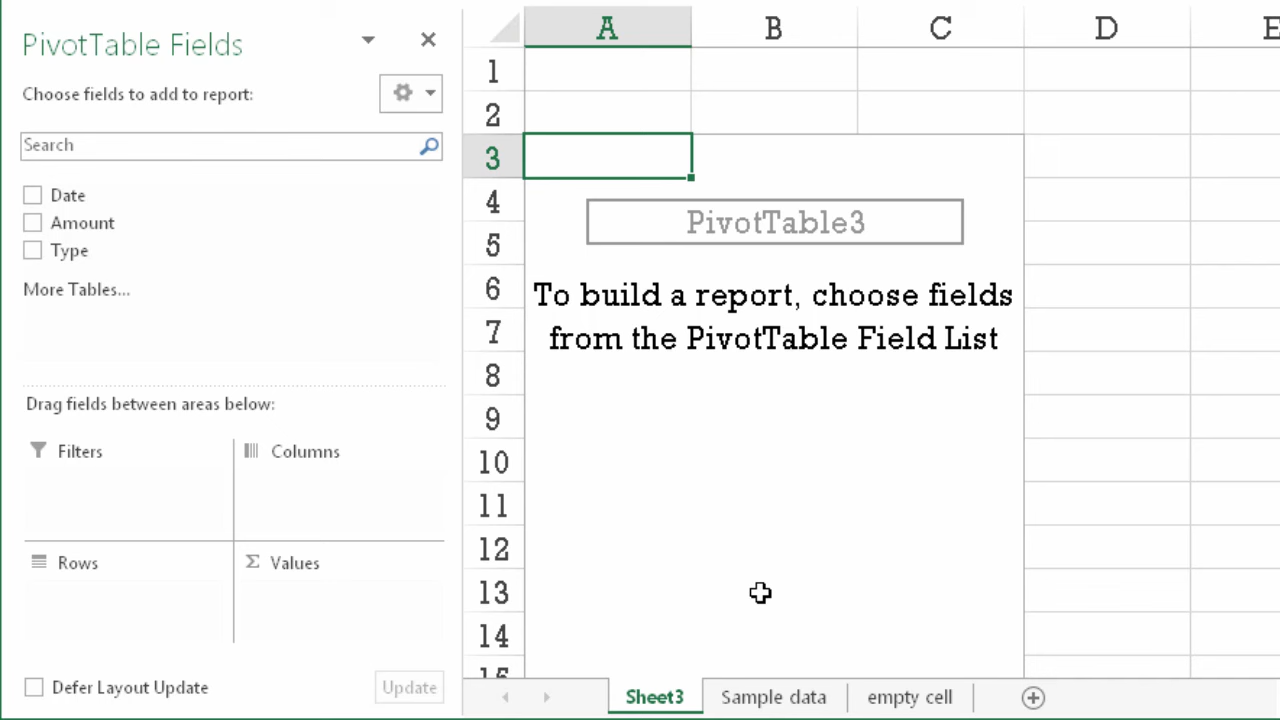 PivotTable Fields
Choose fields to add to report:
Search
Date
Amount
Type
More Tables...
Drag fields between areas below:
Filters
Columns
Rows
Σ Values
Defer Layout Update
Update
A B C D E
1
2
3
4
PivotTable3
5
6
To build a report, choose fields
7
from the PivotTable Field List
8
9
10
11
12
13
14
15
Sheet3
Sample data
empty cell